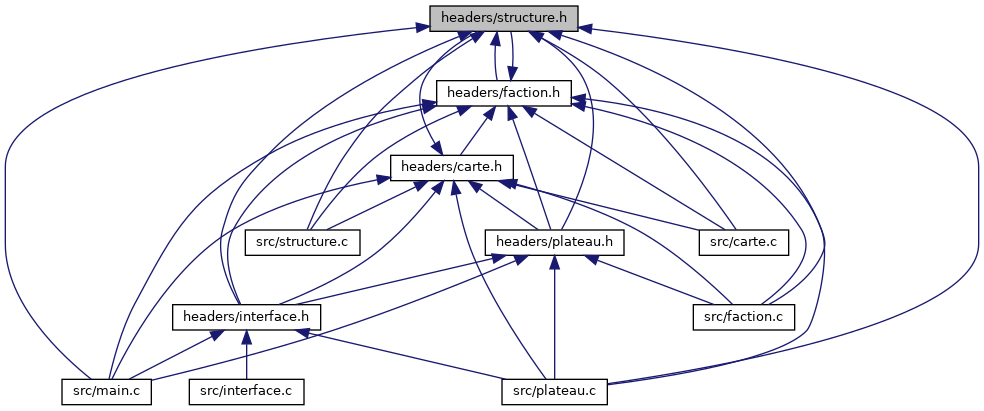 headers/structure.h
headers/faction.h
headers/carte.h
src/structure.c
headers/plateau.h
src/carte.c
headers/interface.h
src/faction.c
src/main.c
src/interface.c
src/plateau.c